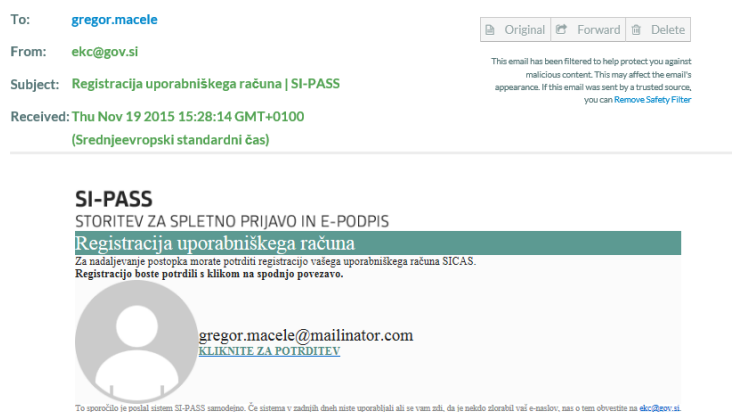 To: gregor.macele
Original Forward Delete
From: ekc@gov.si
This email has been filtered to help protect you against
malicious content. This may affect the email's
appearance. If this email was sent by a trusted source,
you can Remove Safety Filter
Subject: Registracija uporabniškega računa | SI-PASS
Received: Thu Nov 19 2015 15:28:14 GMT+0100
(Srednjeevropski standardni čas)
SI-PASS
STORITEV ZA SPLETNO PRIJAVO IN E-PODPIS
Registracija uporabniškega računa
Za nadaljevanje postopka morate potrditi registracijo vašega uporabniškega računa SICAS.
Registracijo boste potrdili s klikom na spodnjo povezavo.
gregor.macele@mailinator.com
KLIKNITE ZA POTRDITEV
To sporočilo je poslal sistem SI-PASS samodejno. Če sistema v zadnjih dneh niste uporabljali ali se vam zdi, da je nekdo zlorabil vaš e-naslov, nas o tem obvestite na ekc@gov.si.